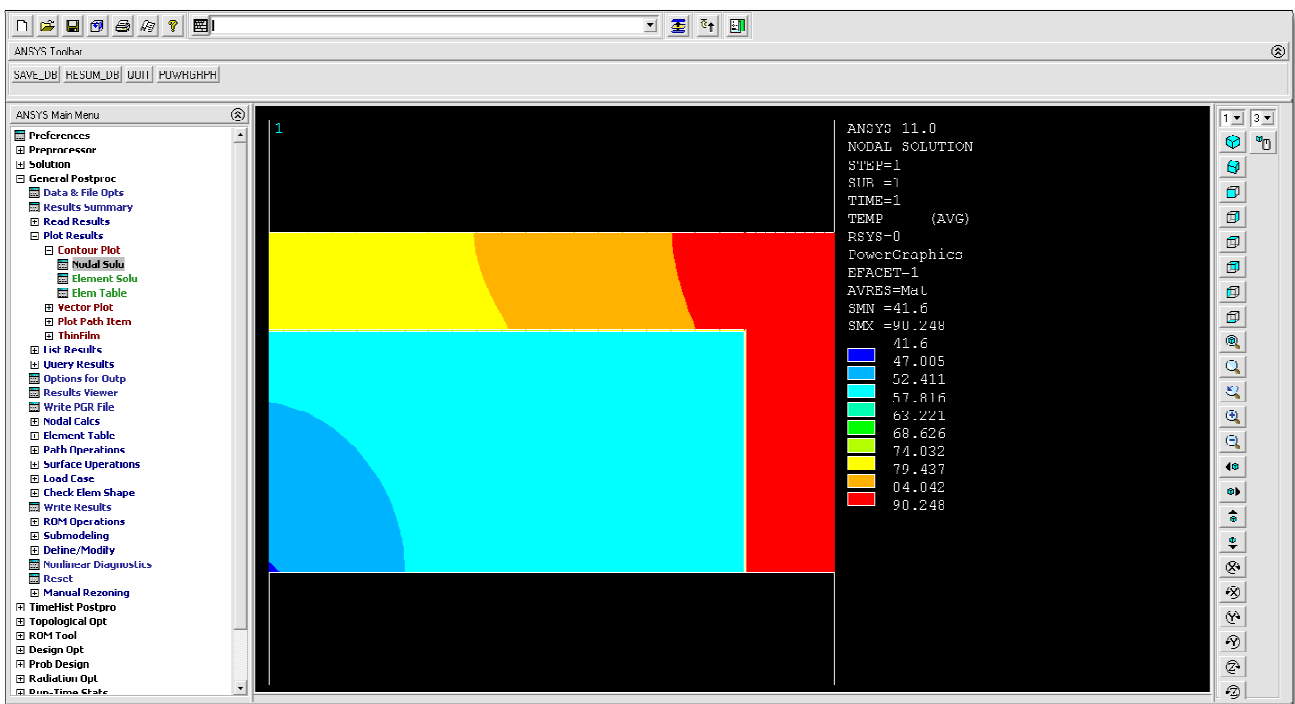 ANSYS Toolbar
SAVE_DB RESUM_DB QUIT POWRGRPH
ANSYS Main Menu
1 3
Preferences
Preprocessor
Solution
General Postproc
Data & File Opts
Results Summary
Read Results
Plot Results
Contour Plot
Nodal Solu
Element Solu
Elem Table
Vector Plot
Plot Path Item
ThinFilm
List Results
Query Results
Options for Outp
Results Viewer
Write PGR File
Nodal Calcs
Element Table
Path Operations
Surface Operations
Load Case
Check Elem Shape
Write Results
ROM Operations
Submodeling
Define/Modify
Nonlinear Diagnostics
Reset
Manual Rezoning
TimeHist Postpro
Topological Opt
ROM Tool
Design Opt
Prob Design
Radiation Opt
Run-Time Stats
1
ANSYS 11.0
NODAL SOLUTION
STEP=1
SUB =1
TIME=1
TEMP (AVG)
RSYS=0
PowerGraphics
EFACET=1
AVRES=Mat
SMN =41.6
SMX =90.248
41.6
47.005
52.411
57.816
63.221
68.626
74.032
79.437
84.842
90.248